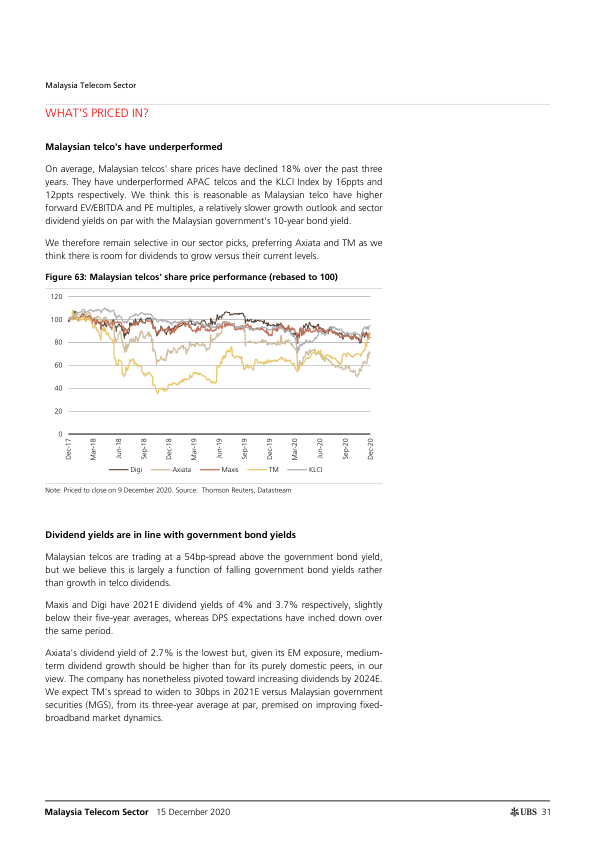 Malaysia Telecom Sector
WHAT'S PRICED IN?
Malaysian telco's have underperformed
On average, Malaysian telcos' share prices have declined 18% over the past three
years. They have underperformed APAC telcos and the KLCI Index by 16ppts and
12ppts respectively. We think this is reasonable as Malaysian telco have higher
forward EV/EBITDA and PE multiples, a relatively slower growth outlook and sector
dividend yields on par with the Malaysian government's 10-year bond yield.
We therefore remain selective in our sector picks, preferring Axiata and TM as we
think there is room for dividends to grow versus their current levels.
Figure 63: Malaysian telcos' share price performance (rebased to 100)
120
100
80
60
40
20
0
Dec-17
Mar-18
Jun-18
Sep-18
Dec-18
Mar-19
Jun-19
Sep-19
Dec-19
Mar-20
Jun-20
Sep-20
Dec-20
Digi Axiata Maxis TM KLCI
Note: Priced to close on 9 December 2020. Source: Thomson Reuters, Datastream
Dividend yields are in line with government bond yields
Malaysian telcos are trading at a 54bp-spread above the government bond yield,
but we believe this is largely a function of falling government bond yields rather
than growth in telco dividends.
Maxis and Digi have 2021E dividend yields of 4% and 3.7% respectively, slightly
below their five-year averages, whereas DPS expectations have inched down over
the same period.
Axiata's dividend yield of 2.7% is the lowest but, given its EM exposure, medium-
term dividend growth should be higher than for its purely domestic peers, in our
view. The company has nonetheless pivoted toward increasing dividends by 2024E.
We expect TM's spread to widen to 30bps in 2021E versus Malaysian government
securities (MGS), from its three-year average at par, premised on improving fixed-
broadband market dynamics.
Malaysia Telecom Sector 15 December 2020
UBS 31